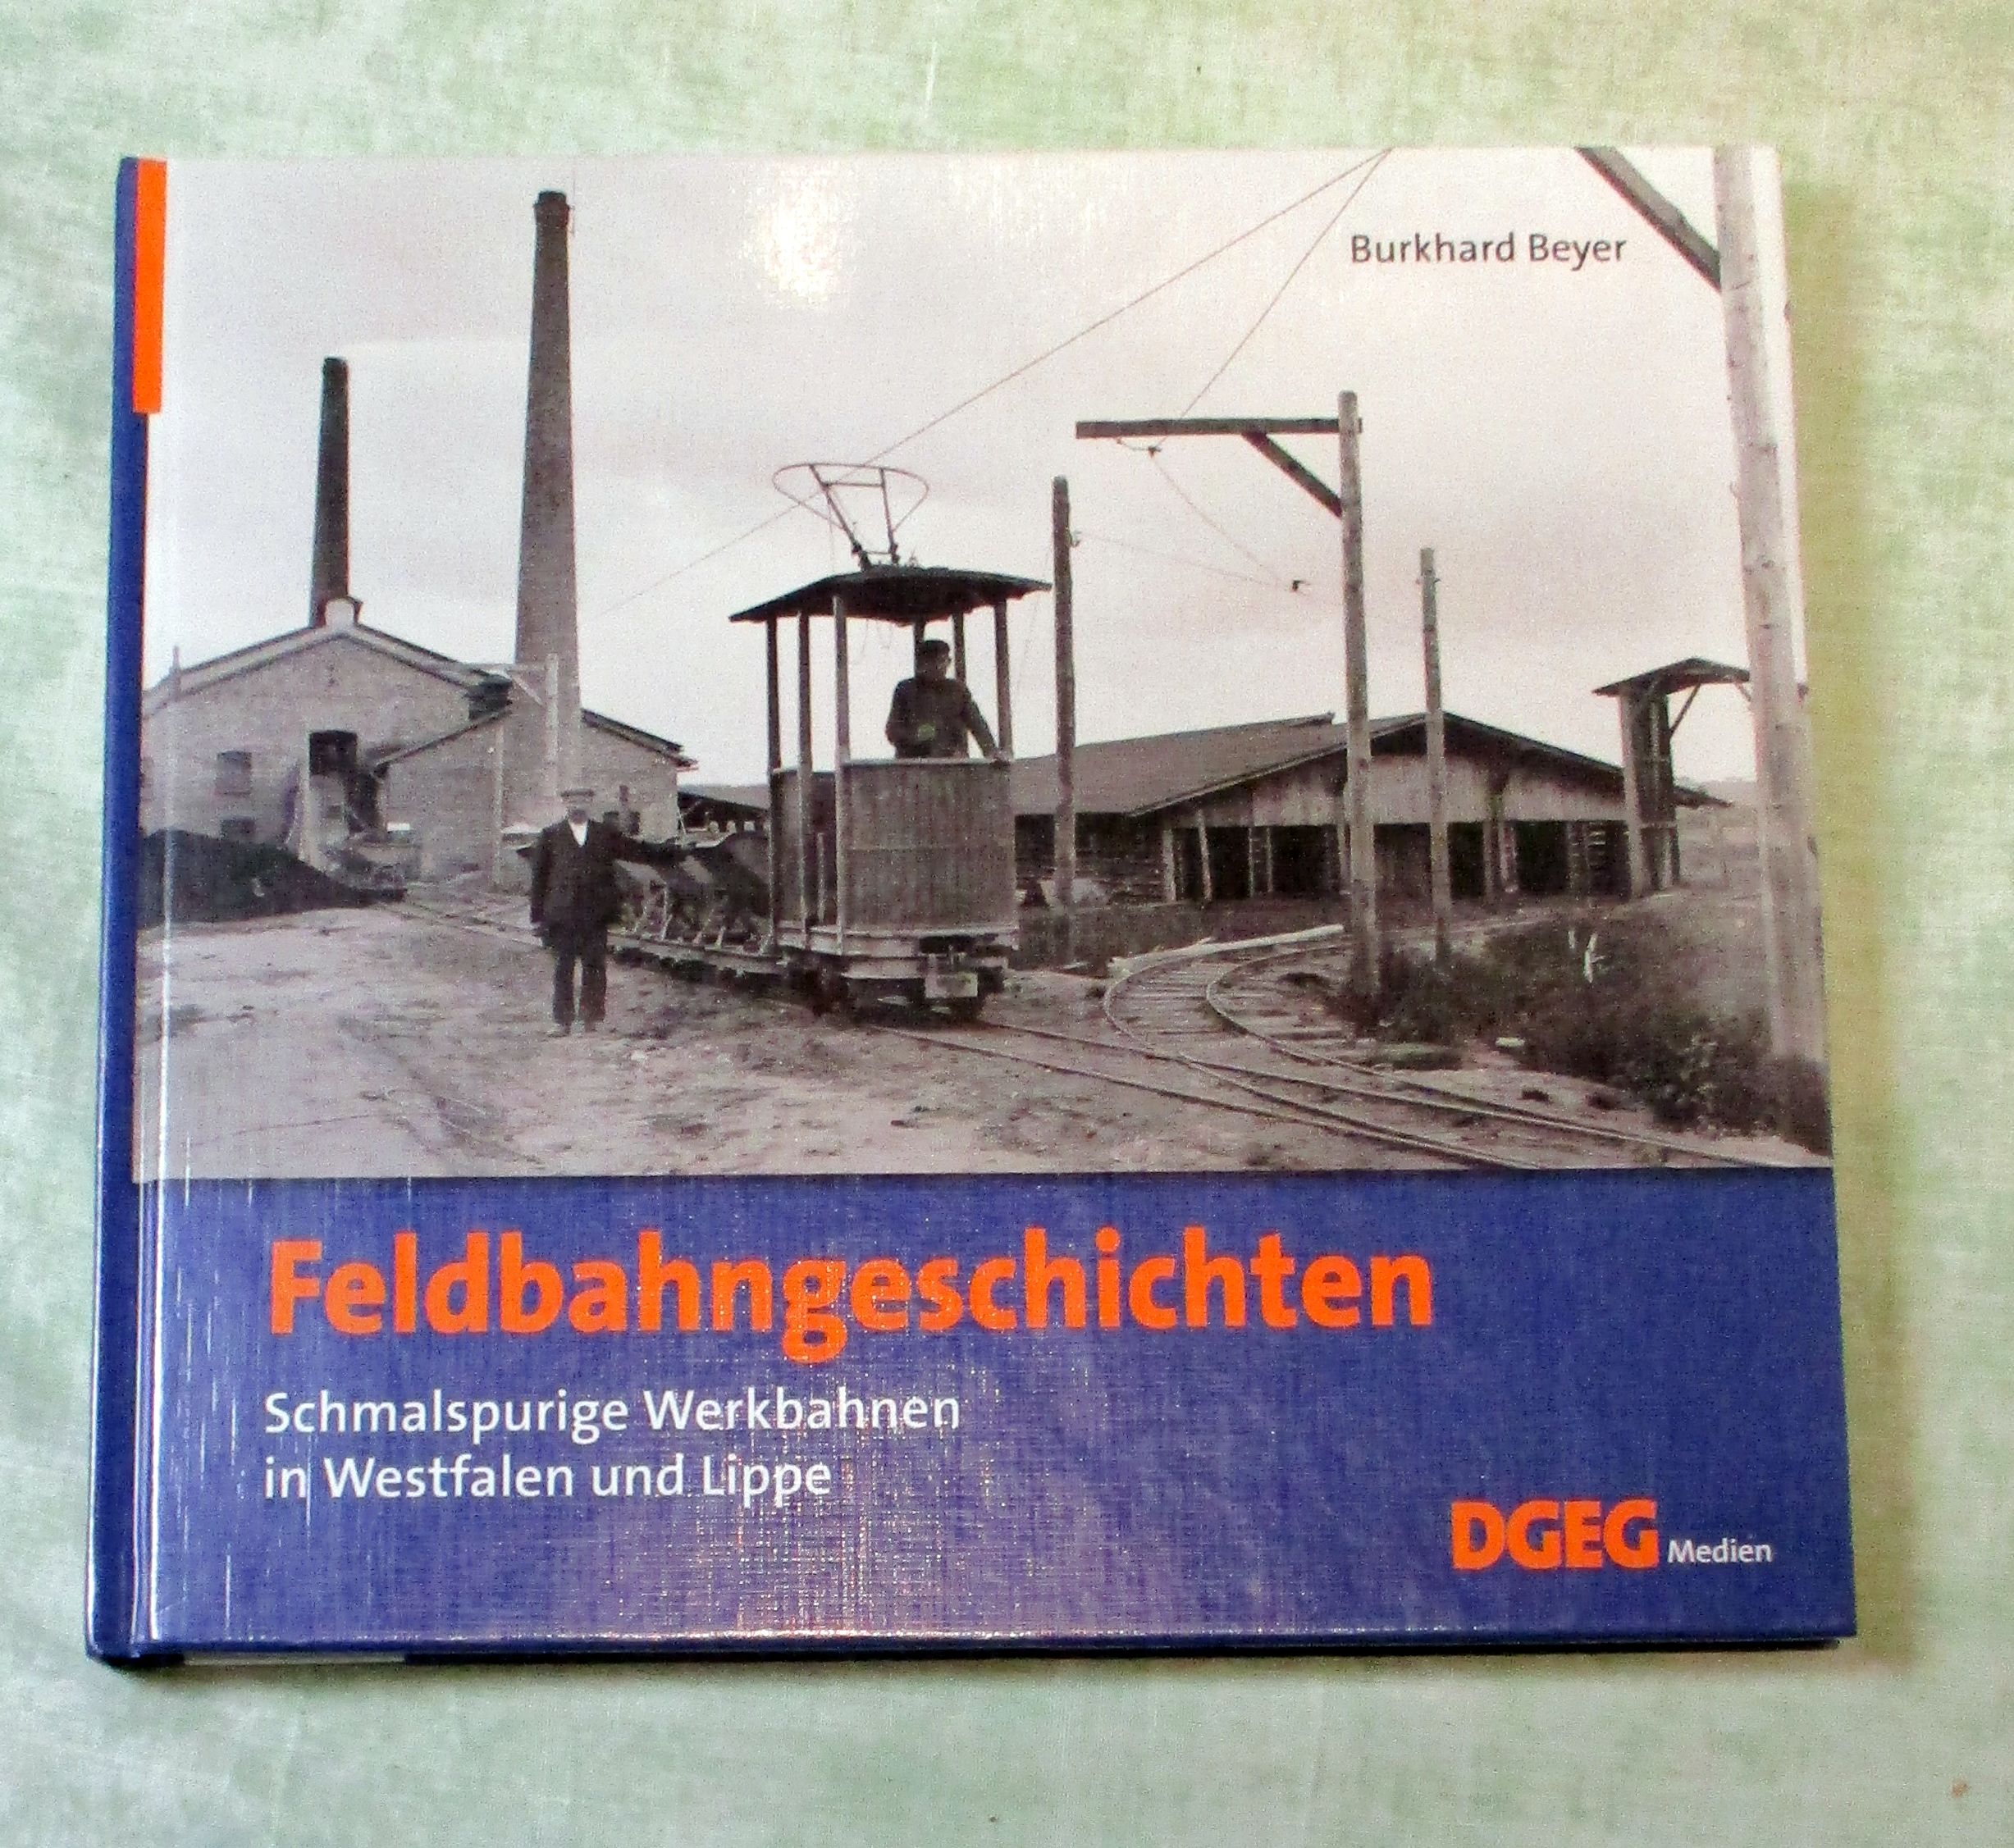 Burkhard Beyer
Feldbahngeschichten
Schmalspurige Werkbahnen
in Westfalen und Lippe
DGEG Medien